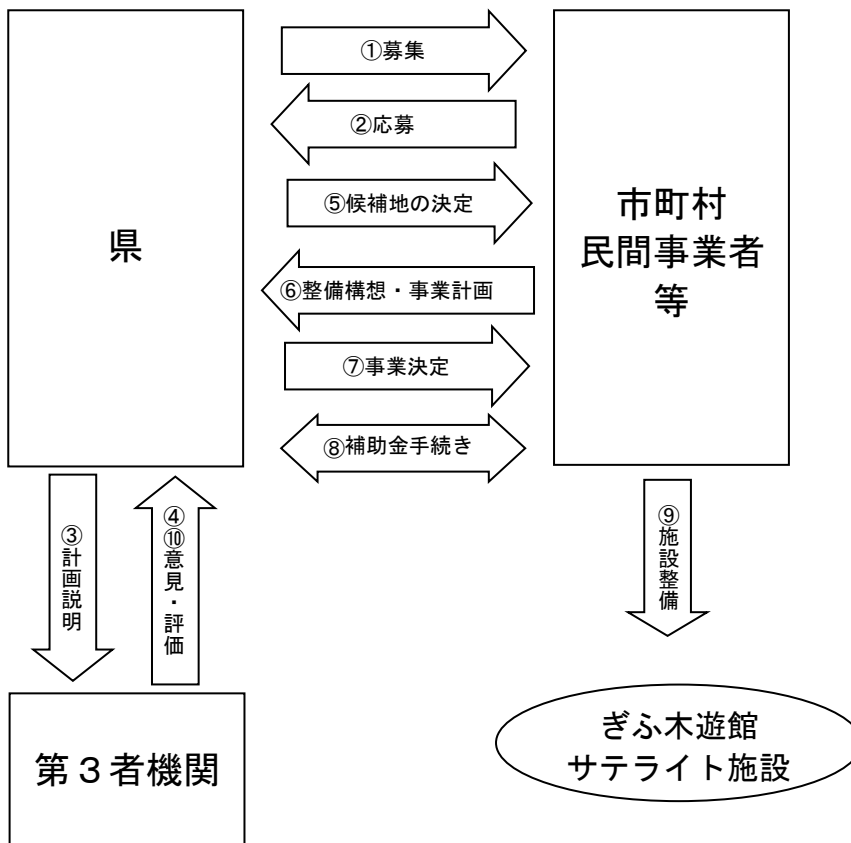 ①募集
②応募
⑤候補地の決定
⑥整備構想・事業計画
⑦事業決定
⑧補助金手続き
県
市町村
民間事業者
等
③計画説明
④
⑩意見・評価
⑨施設整備
第３者機関
ぎふ木遊館
サテライト施設